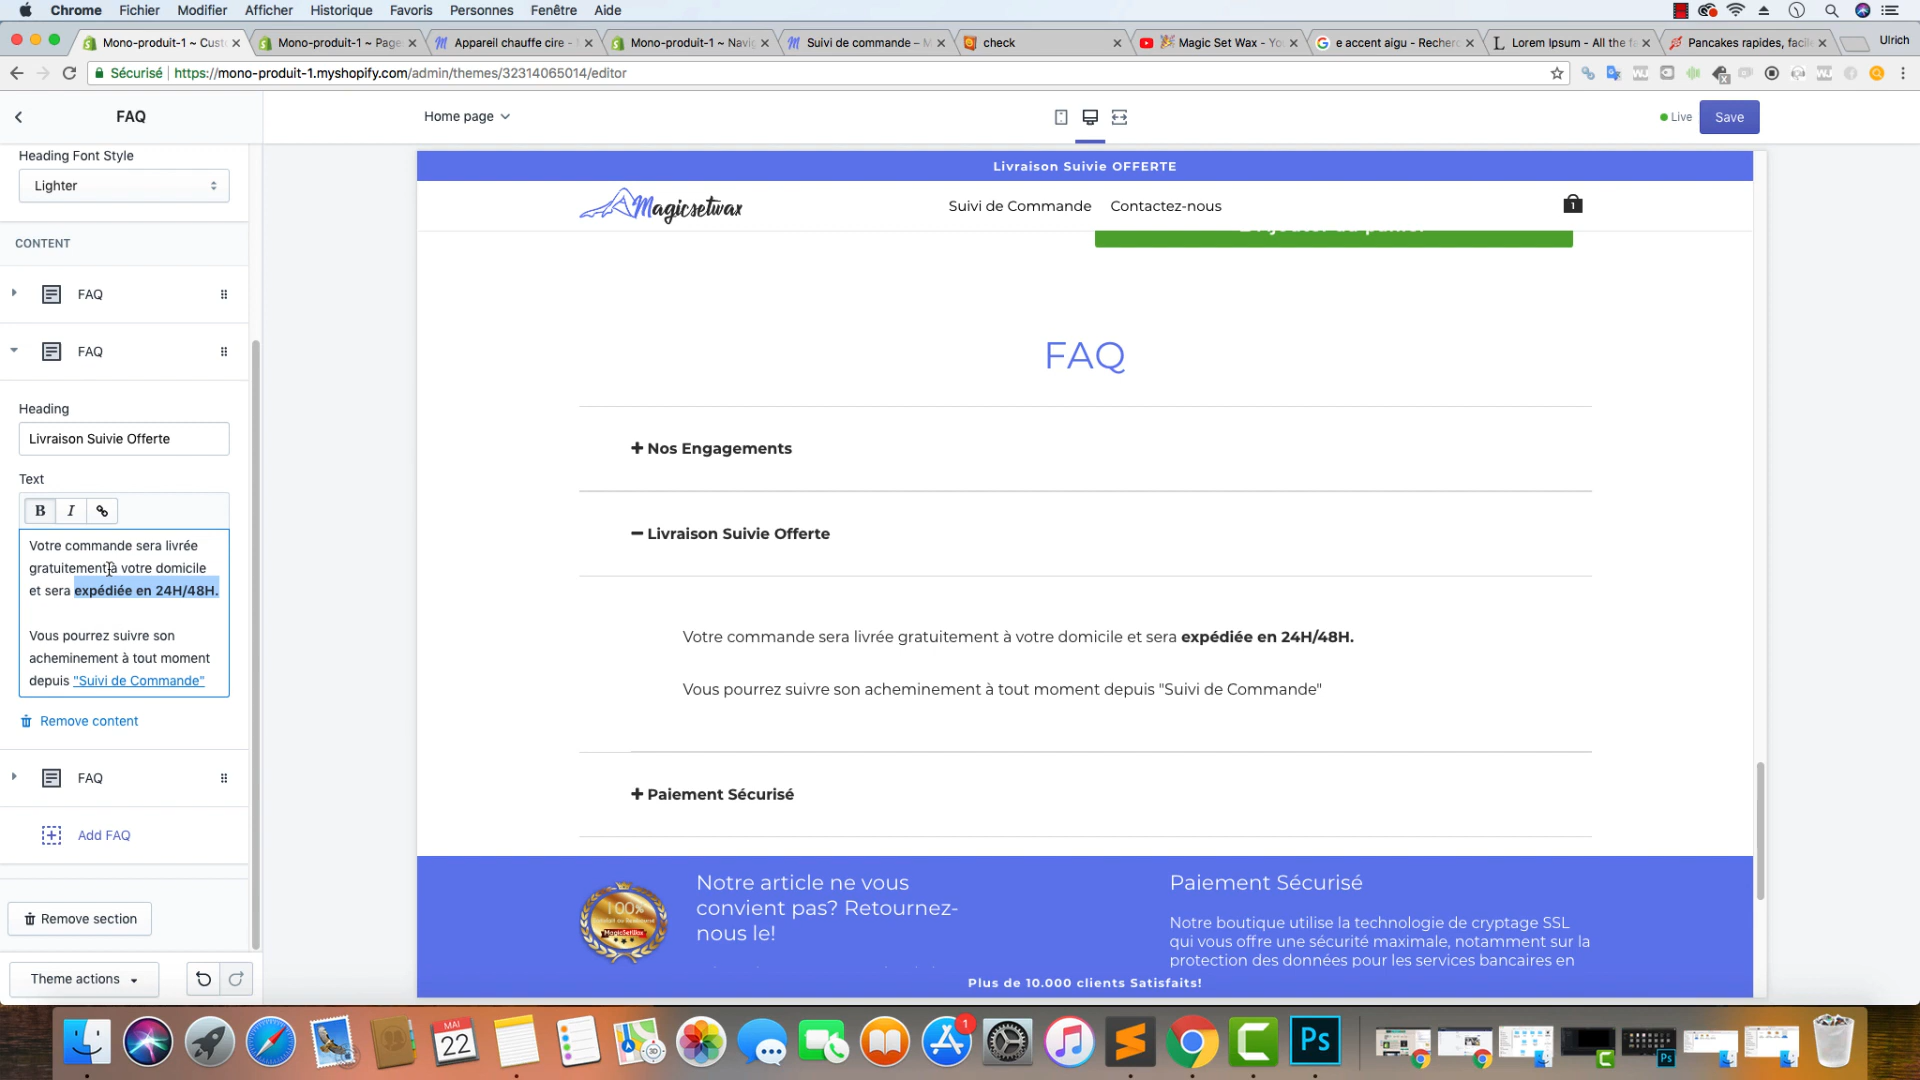 Chrome Fichier Modifier Afficher Historique Favoris Personnes Fenêtre Aide
Mono-produit-1 ~ Cust
Mono-produit-1 ~ Page
Appareil chauffe cire -
Mono-produit-1 ~ Navig
Suivi de commande –
check
Magic Set Wax - Yo
e accent aigu - Recher
Lorem Ipsum - All the fa
Pancakes rapides, facil
Ulrich
Sécurisé https://mono-produit-1.myshopify.com/admin/themes/32314065014/editor
FAQ
Home page
Live
Save
Heading Font Style
Lighter
CONTENT
FAQ
FAQ
Heading
Livraison Suivie Offerte
Text
B I
Votre commande sera livrée
gratuitement à votre domicile
et sera expédiée en 24H/48H.
Vous pourrez suivre son
acheminement à tout moment
depuis "Suivi de Commande"
Remove content
FAQ
Add FAQ
Remove section
Theme actions
Livraison Suivie OFFERTE
Magicsetwax
Suivi de Commande Contactez-nous
1
FAQ
+ Nos Engagements
− Livraison Suivie Offerte
Votre commande sera livrée gratuitement à votre domicile et sera expédiée en 24H/48H.
Vous pourrez suivre son acheminement à tout moment depuis "Suivi de Commande"
+ Paiement Sécurisé
100%
MagicSetWax
Notre article ne vous
convient pas? Retournez-
nous le!
Paiement Sécurisé
Notre boutique utilise la technologie de cryptage SSL
qui vous offre une sécurité maximale, notamment sur la
protection des données pour les services bancaires en
Plus de 10.000 clients Satisfaits!
MAI
22
1
3D
Ps